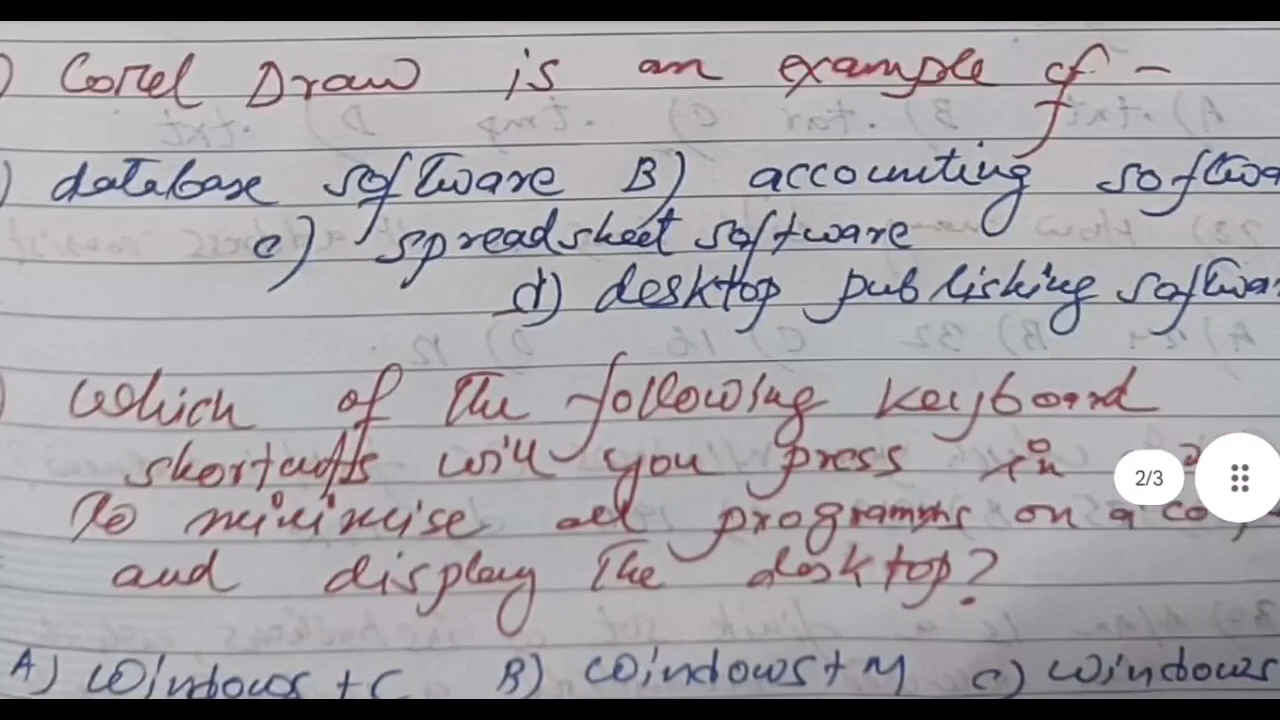 ) Corel Draw is an example of -
) database software B) accounting softwa
c) spreadsheet software
d) desktop publishing softwar
) Which of the following keyboard
shortcuts will you press in
2/3
to minimise all programs on a co
and display the desktop?
A) Windows + C B) Windows + M C) Windows